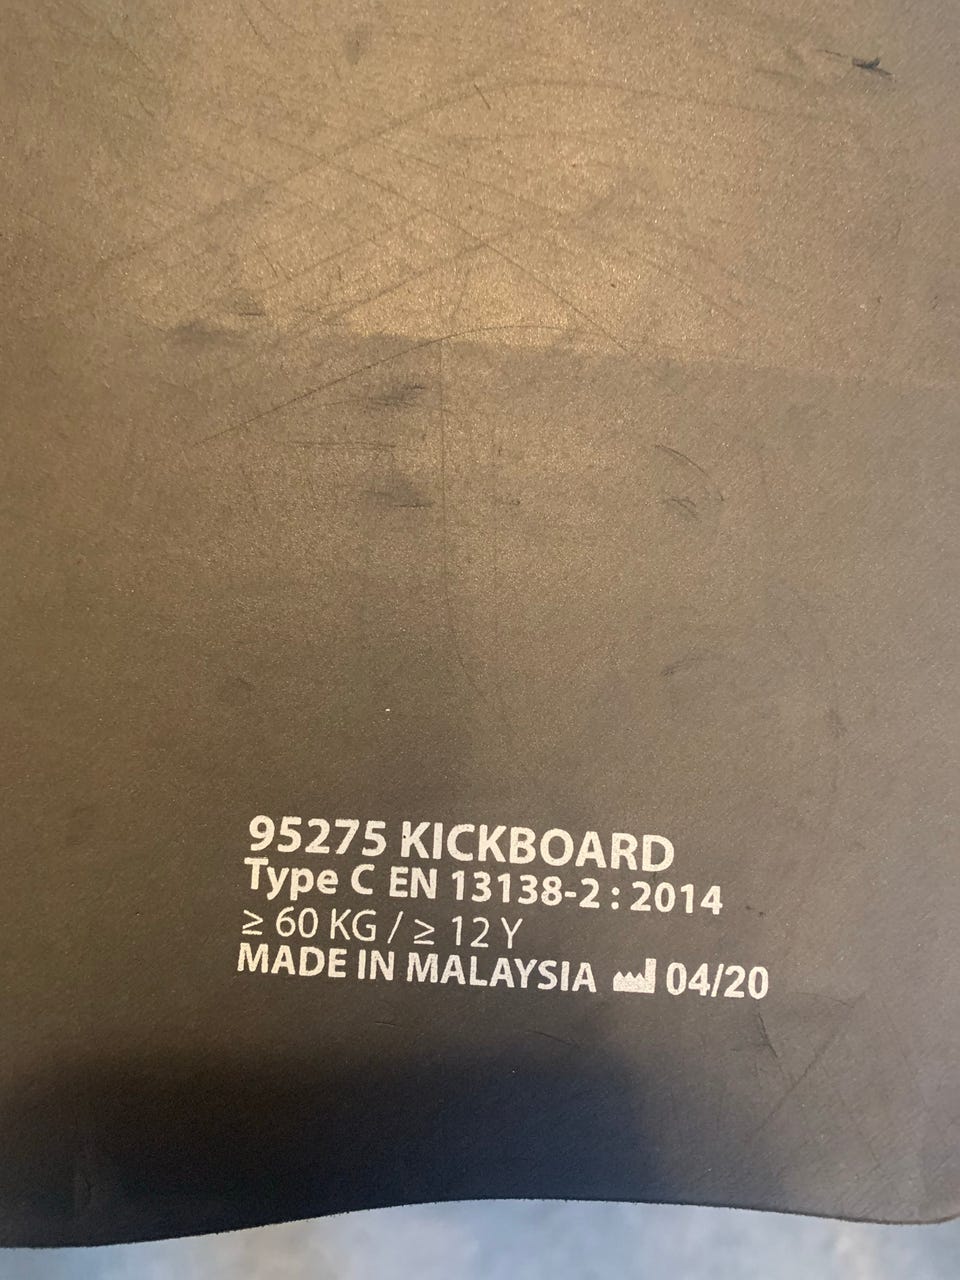 95275 KICKBOARD
Type C EN 13138-2 : 2014
≥ 60 KG / ≥ 12 Y
MADE IN MALAYSIA 04/20